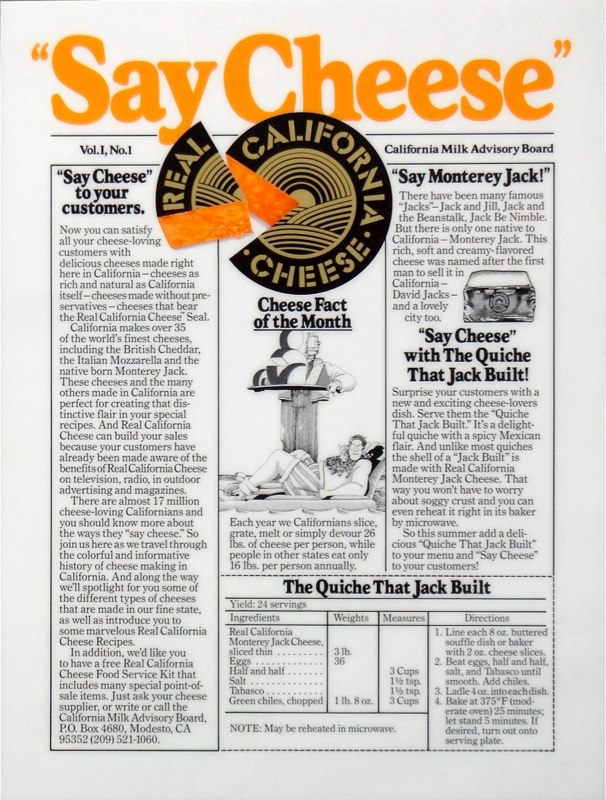 “Say Cheese”
Vol.I, No.1
California Milk Advisory Board
REAL
CALIFORNIA
• CHEESE •
“Say Cheese”
to your
customers.
Now you can satisfy
all your cheese-loving
customers with
delicious cheeses made right
here in California – cheeses as
rich and natural as California
itself – cheeses made without pre-
servatives – cheeses that bear
the Real California Cheese” Seal.
California makes over 35
of the world’s finest cheeses,
including the British Cheddar,
the Italian Mozzarella and the
native born Monterey Jack.
These cheeses and the many
others made in California are
perfect for creating that dis-
tinctive flair in your special
recipes. And Real California
Cheese can build your sales
because your customers have
already been made aware of the
benefits of Real California Cheese
on television, radio, in outdoor
advertising and magazines.
There are almost 17 million
cheese-loving Californians and
you should know more about
the ways they “say cheese.” So
join us here as we travel through
the colorful and informative
history of cheese making in
California. And along the way
we’ll spotlight for you some of
the different types of cheeses
that are made in our fine state,
as well as introduce you to
some marvelous Real California
Cheese Recipes.
In addition, we’d like you
to have a free Real California
Cheese Food Service Kit that
includes many special point-of-
sale items. Just ask your cheese
supplier, or write or call the
California Milk Advisory Board,
P.O. Box 4680, Modesto, CA
95352 (209) 521-1060.
Cheese Fact
of the Month
Each year we Californians slice,
grate, melt or simply devour 26
lbs. of cheese per person, while
people in other states eat only
16 lbs. per person annually.
“Say Monterey Jack!”
There have been many famous
“Jacks” – Jack and Jill, Jack and
the Beanstalk, Jack Be Nimble.
But there is only one native to
California – Monterey Jack. This
rich, soft and creamy-flavored
cheese was named after the first
man to sell it in
California –
David Jacks –
and a lovely
city too.
“Say Cheese”
with The Quiche
That Jack Built!
Surprise your customers with a
new and exciting cheese-lovers
dish. Serve them the “Quiche
That Jack Built.” It’s a delight-
ful quiche with a spicy Mexican
flair. And unlike most quiches
the shell of a “Jack Built” is
made with Real California
Monterey Jack Cheese. That
way you won’t have to worry
about soggy crust and you can
even reheat it right in its baker
by microwave.
So this summer add a deli-
cious “Quiche That Jack Built”
to your menu and “Say Cheese”
to your customers!
The Quiche That Jack Built
Yield: 24 servings
Ingredients Weights Measures Directions
Real California
Monterey Jack Cheese,
sliced thin . . . . . . . . . 3 lb.
Eggs . . . . . . . . . . . . . 36
Half and half . . . . . . . 3 Cups
Salt . . . . . . . . . . . . . . 1½ tsp.
Tabasco . . . . . . . . . . . 1½ tsp.
Green chiles, chopped 1 lb. 8 oz. 3 Cups
NOTE: May be reheated in microwave.
1. Line each 8 oz. buttered
souffle dish or baker
with 2 oz. cheese slices.
2. Beat eggs, half and half,
salt, and Tabasco until
smooth. Add chiles.
3. Ladle 4 oz. into each dish.
4. Bake at 375°F (mod-
erate oven) 25 minutes;
let stand 5 minutes. If
desired, turn out onto
serving plate.